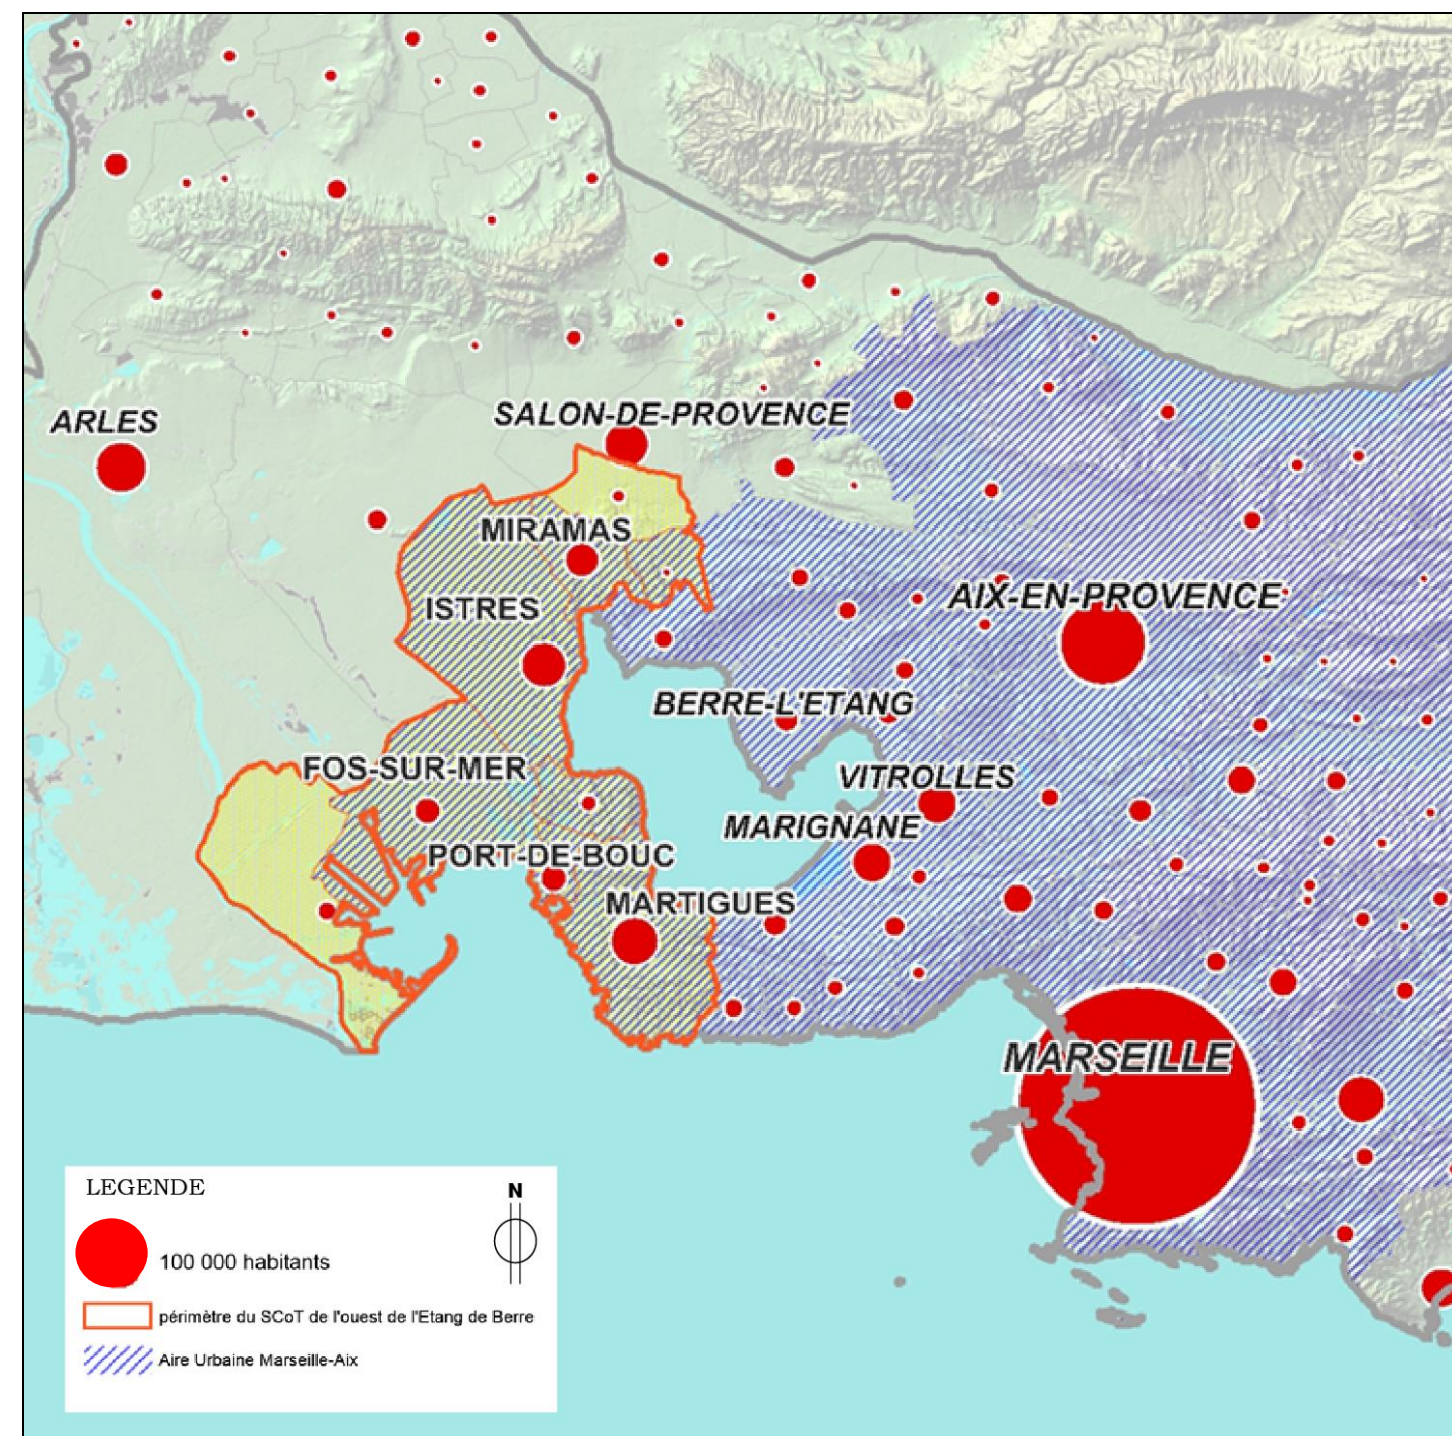 ARLES
SALON-DE-PROVENCE
MIRAMAS
ISTRES
AIX-EN-PROVENCE
BERRE-L'ETANG
FOS-SUR-MER
VITROLLES
MARIGNANE
PORT-DE-BOUC
MARTIGUES
MARSEILLE
LEGENDE
N
100 000 habitants
périmètre du SCoT de l'ouest de l'Etang de Berre
Aire Urbaine Marseille-Aix